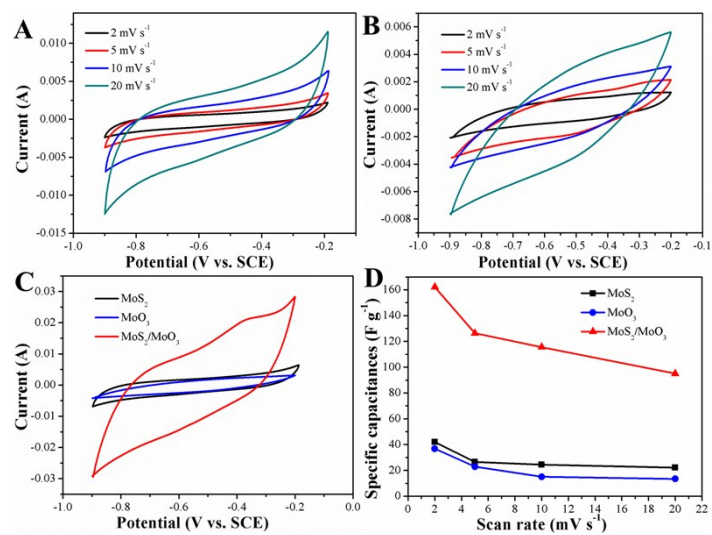 A
2 mV s⁻¹
5 mV s⁻¹
10 mV s⁻¹
20 mV s⁻¹
0.010
0.005
0.000
-0.005
-0.010
-0.015
Current (A)
-1.0 -0.8 -0.6 -0.4 -0.2
Potential (V vs. SCE)
B
2 mV s⁻¹
5 mV s⁻¹
10 mV s⁻¹
20 mV s⁻¹
0.006
0.004
0.002
0.000
-0.002
-0.004
-0.006
-0.008
Current (A)
-1.0 -0.9 -0.8 -0.7 -0.6 -0.5 -0.4 -0.3 -0.2 -0.1
Potential (V vs. SCE)
C
MoS₂
MoO₃
MoS₂/MoO₃
0.03
0.02
0.01
0.00
-0.01
-0.02
-0.03
Current (A)
-1.0 -0.8 -0.6 -0.4 -0.2 0.0
Potential (V vs. SCE)
D
MoS₂
MoO₃
MoS₂/MoO₃
160
140
120
100
80
60
40
20
0
Specific capacitances (F g⁻¹)
0 2 4 6 8 10 12 14 16 18 20 22
Scan rate (mV s⁻¹)